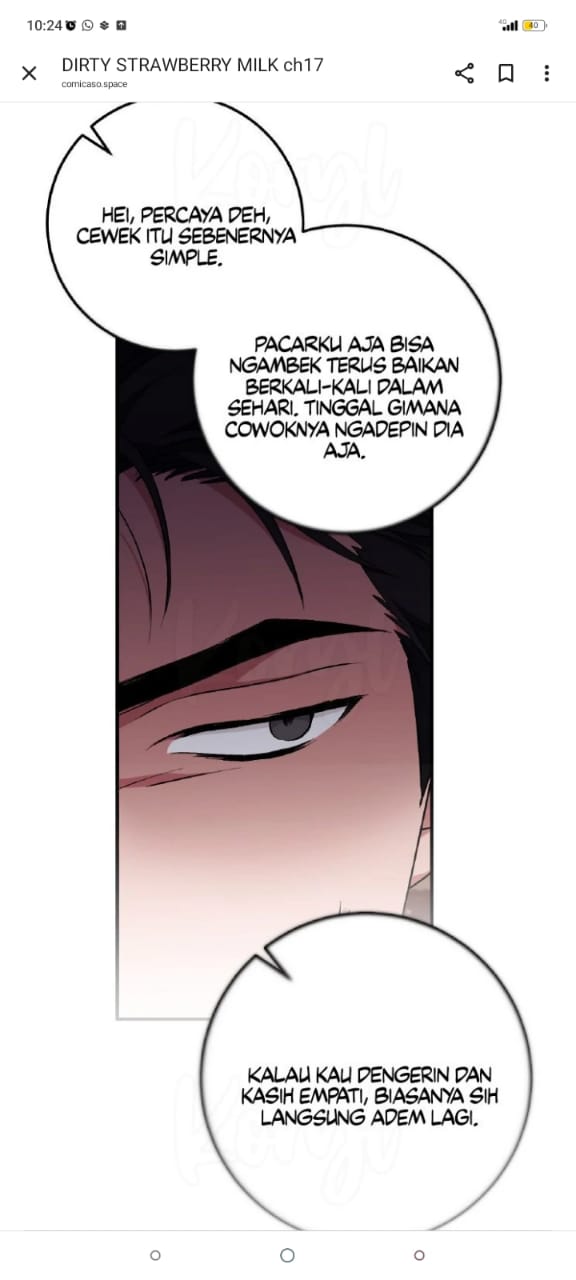 10:24
4G
40
DIRTY STRAWBERRY MILK ch17
comicaso.space
HEI, PERCAYA DEH,
CEWEK ITU SEBENERNYA
SIMPLE.
PACARKU AJA BISA
NGAMBEK TERUS BAIKAN
BERKALI-KALI DALAM
SEHARI. TINGGAL GIMANA
COWOKNYA NGADEPIN DIA
AJA.
KALAU KAU DENGERIN DAN
KASIH EMPATI, BIASANYA SIH
LANGSUNG ADEM LAGI.